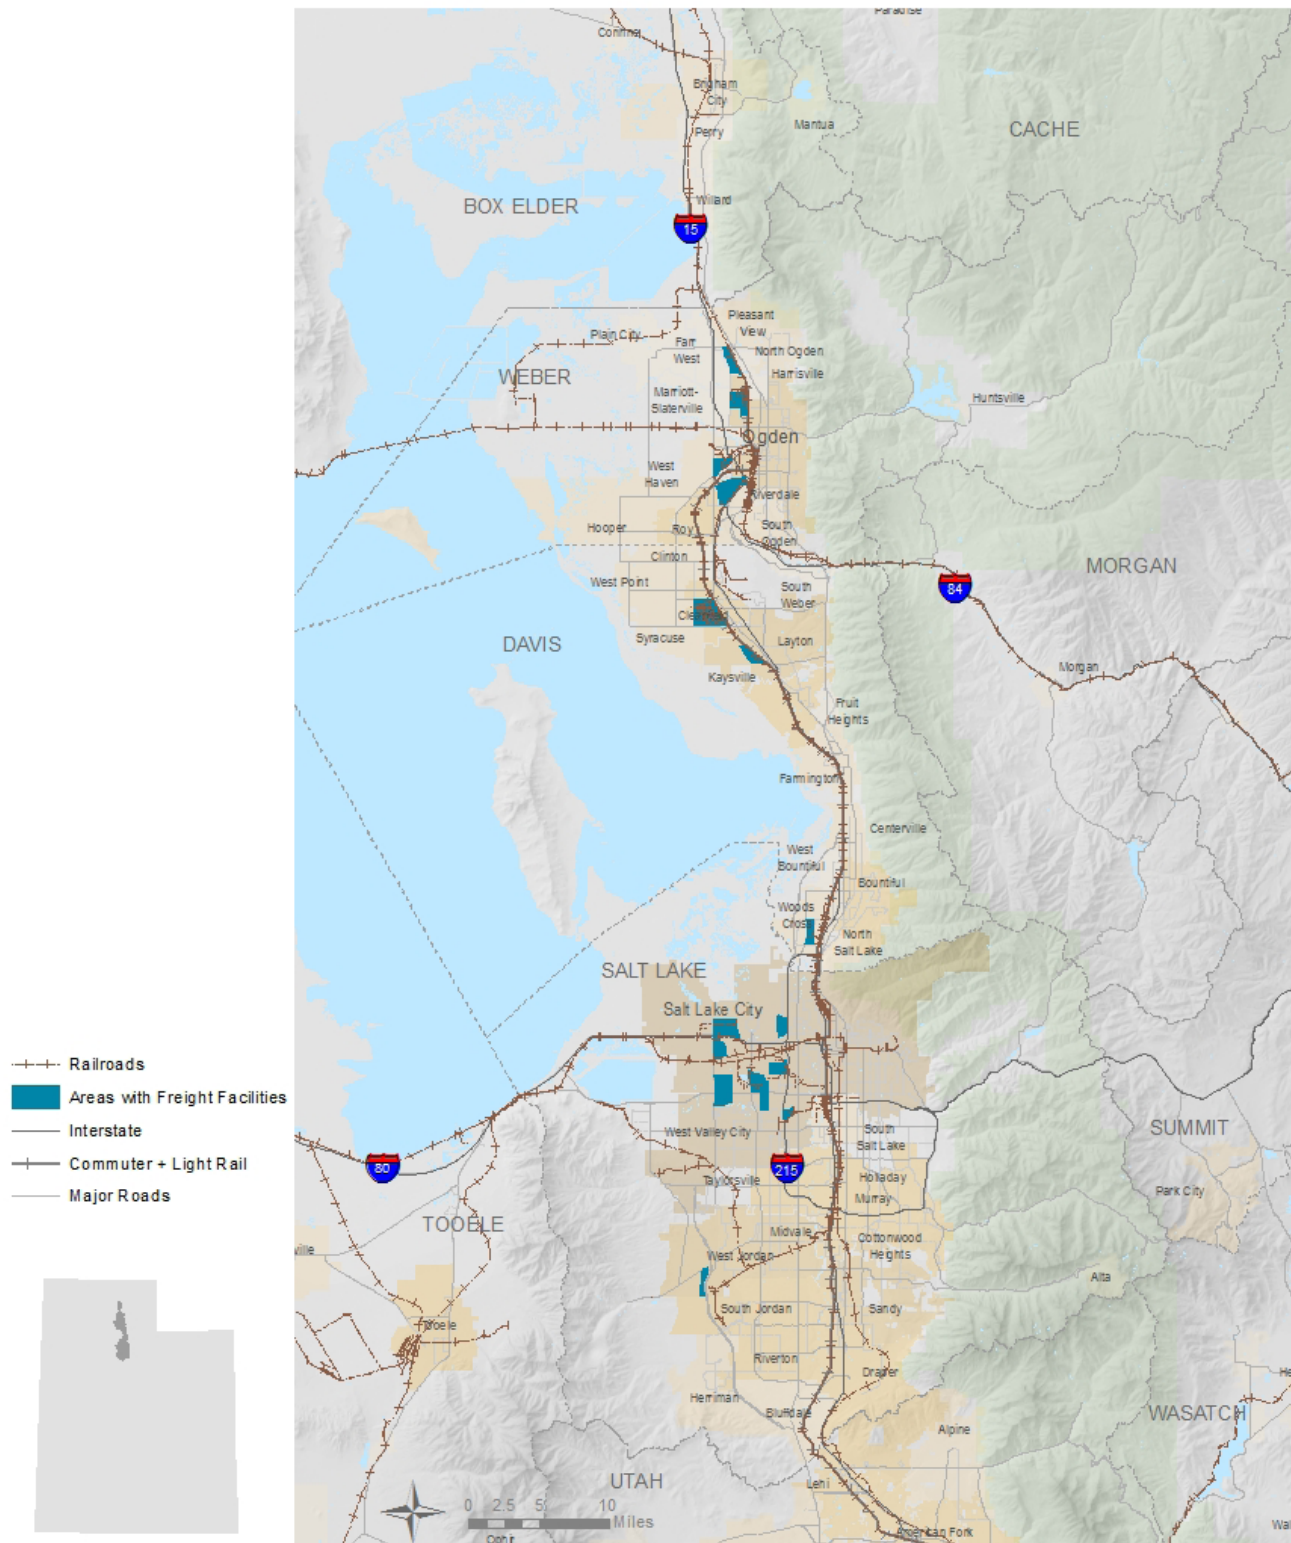 Paradise
Corinne
Brigham
City
Mantua
CACHE
Perry
Willard
BOX ELDER
15
Pleasant
View
Plain City
Farr
West
North Ogden
WEBER
Harrisville
Marriott-
Slaterville
Huntsville
Ogden
West
Haven
Riverdale
Hooper
Roy
South
Ogden
Clinton
MORGAN
West Point
South
Weber
84
Clearfield
Syracuse
Layton
DAVIS
Morgan
Kaysville
Fruit
Heights
Farmington
Centerville
West
Bountiful
Bountiful
Woods
Cross
North
Salt Lake
SALT LAKE
Salt Lake City
Railroads
Areas with Freight Facilities
Interstate
Commuter + Light Rail
Major Roads
West Valley City
South
Salt Lake
SUMMIT
80
215
Taylorsville
Holladay
Murray
Park City
TOOELE
Midvale
Cottonwood
Heights
ville
West Jordan
Alta
South Jordan
Sandy
Tooele
Riverton
Draper
Herriman
Bluffdale
WASATCH
He
Alpine
UTAH
Lehi
0 2.5 5 10
Miles
American Fork
Wal
Ophir